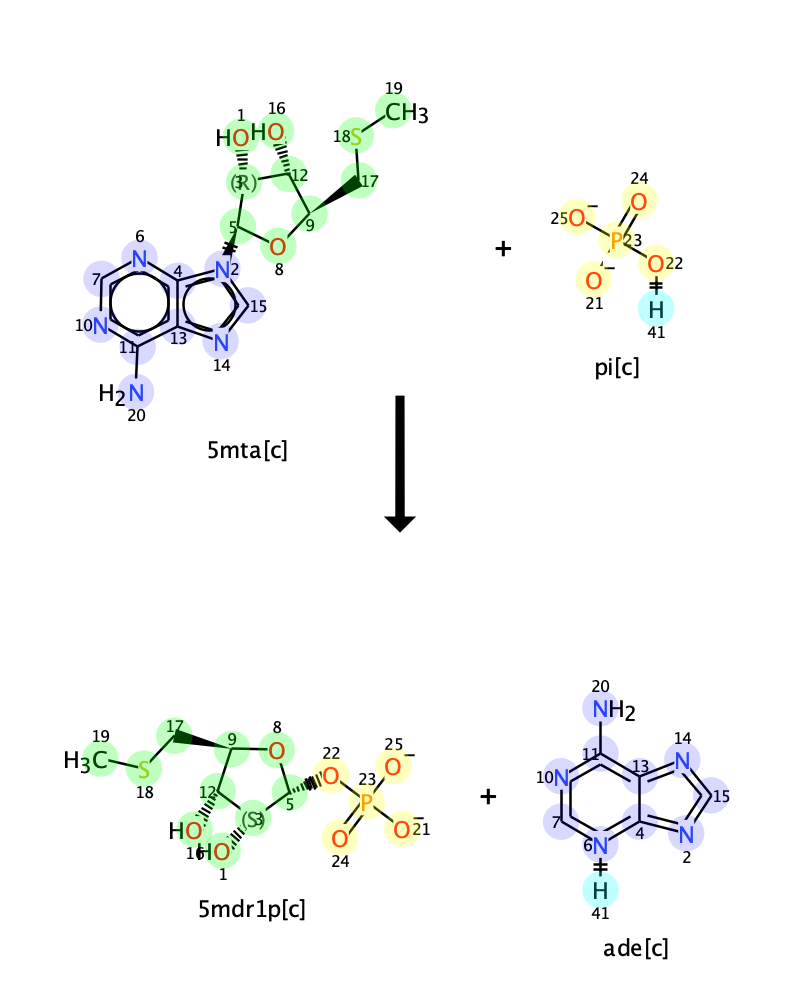 19
CH3
1
16
HO
HO
18 S
(R)
3
12
17
5
9
6
N
O
8
7
4
N 2
15
10 N
13
11
N
14
H2N
20
5mta[c]
+
24
O
25 O −
P 23
O 22
O −
21
H
41
pi[c]
19
17
H3C
S
18
9
8
O
12
5
(S)
3
HO
16
HO
1
22
O
25
O −
23
P
O − 21
O
24
5mdr1p[c]
+
20
NH2
11
14
N
10 N
13
15
7
6 N
4
N
2
H
41
ade[c]